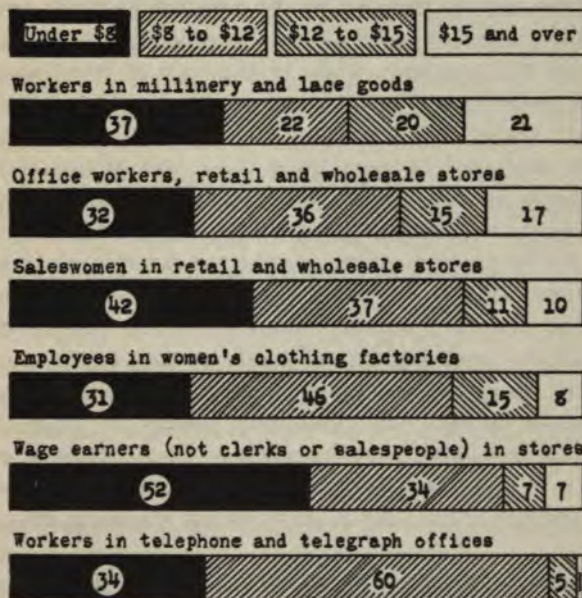 Under $8 $8 to $12 $12 to $15 $15 and over
Workers in millinery and lace goods
37 22 20 21
Office workers, retail and wholesale stores
32 36 15 17
Saleswomen in retail and wholesale stores
42 37 11 10
Employees in women's clothing factories
31 46 15 8
Wage earners (not clerks or salespeople) in stores
52 34 7 7
Workers in telephone and telegraph offices
34 60 5